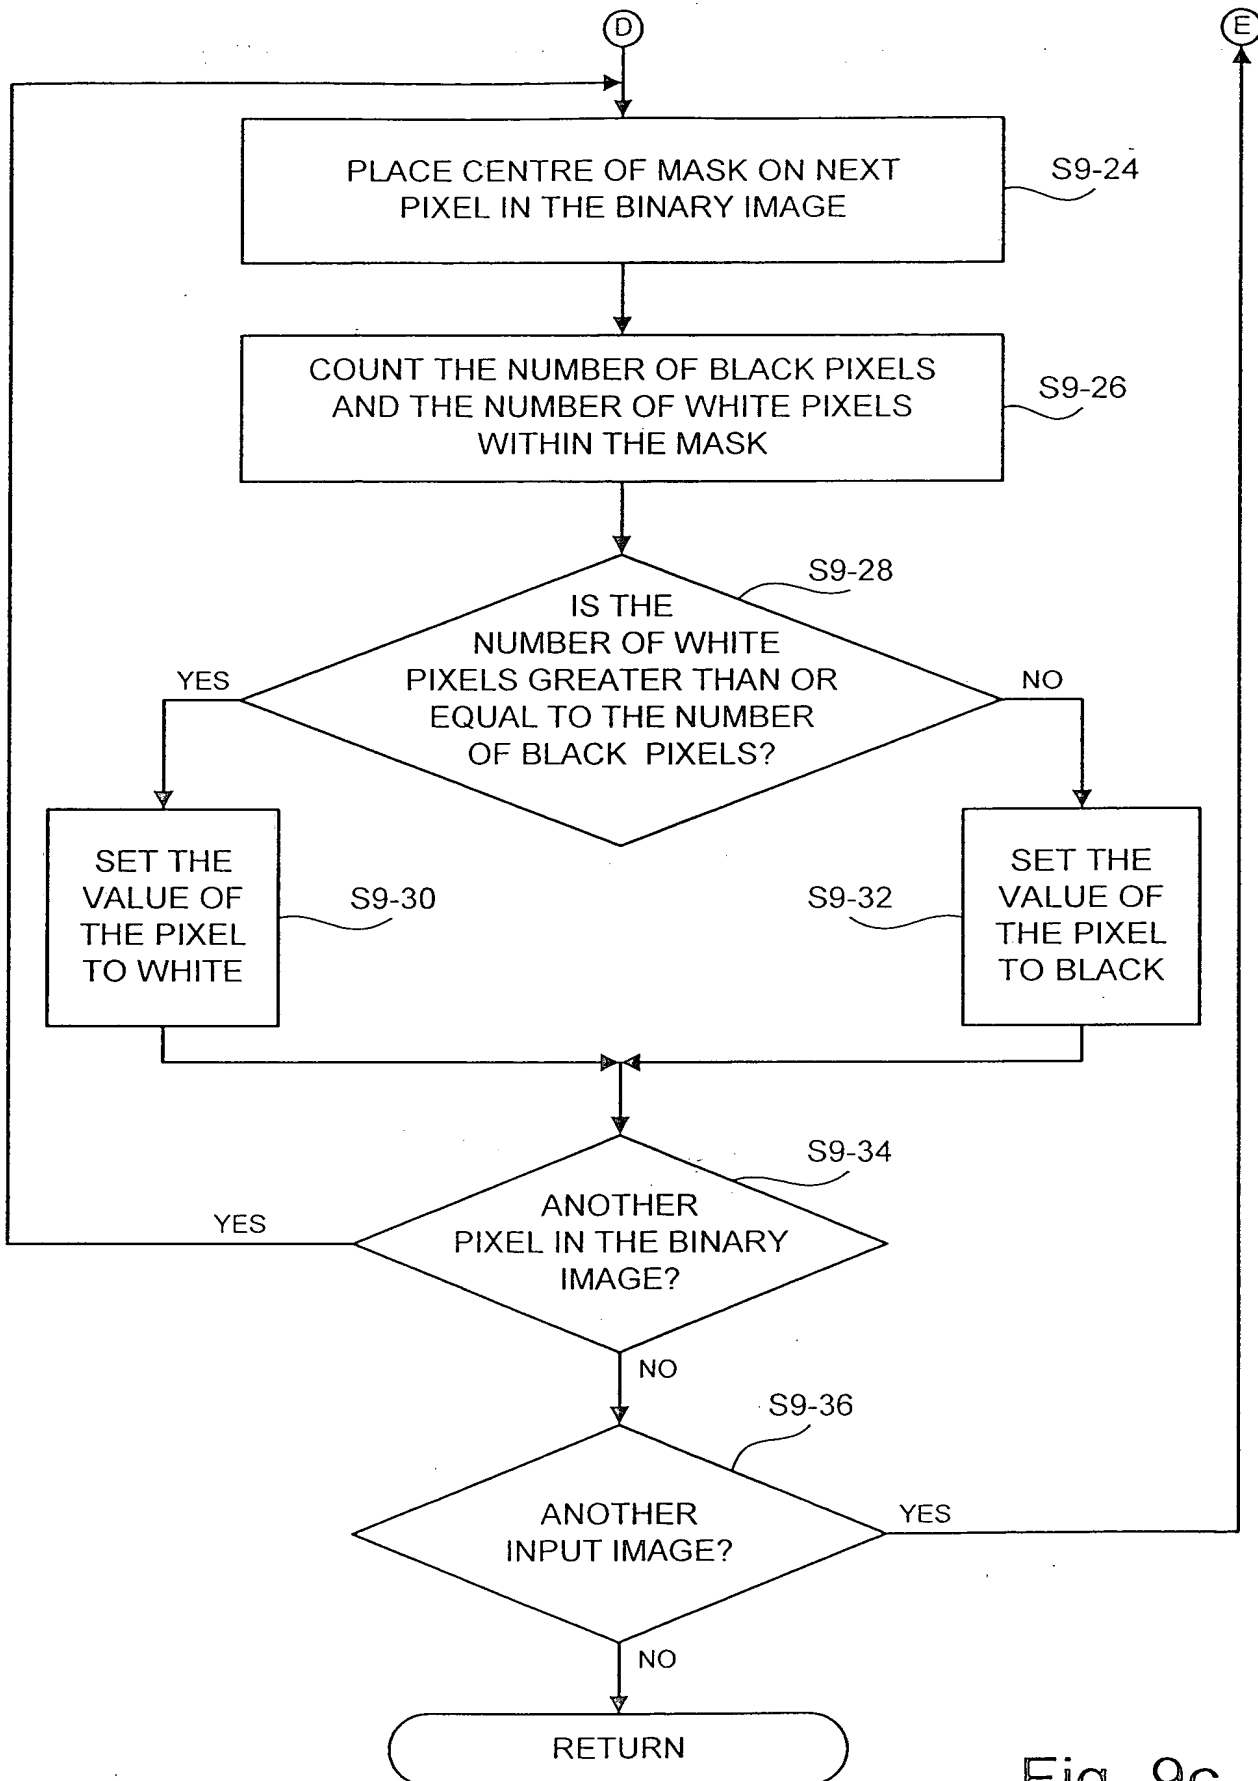 D
E
PLACE CENTRE OF MASK ON NEXT
PIXEL IN THE BINARY IMAGE
S9-24
COUNT THE NUMBER OF BLACK PIXELS
AND THE NUMBER OF WHITE PIXELS
WITHIN THE MASK
S9-26
S9-28
IS THE
NUMBER OF WHITE
PIXELS GREATER THAN OR
EQUAL TO THE NUMBER
OF BLACK PIXELS?
YES
NO
SET THE
VALUE OF
THE PIXEL
TO WHITE
S9-30
S9-32
SET THE
VALUE OF
THE PIXEL
TO BLACK
S9-34
ANOTHER
PIXEL IN THE BINARY
IMAGE?
YES
NO
S9-36
ANOTHER
INPUT IMAGE?
YES
NO
RETURN
Fig. 9c